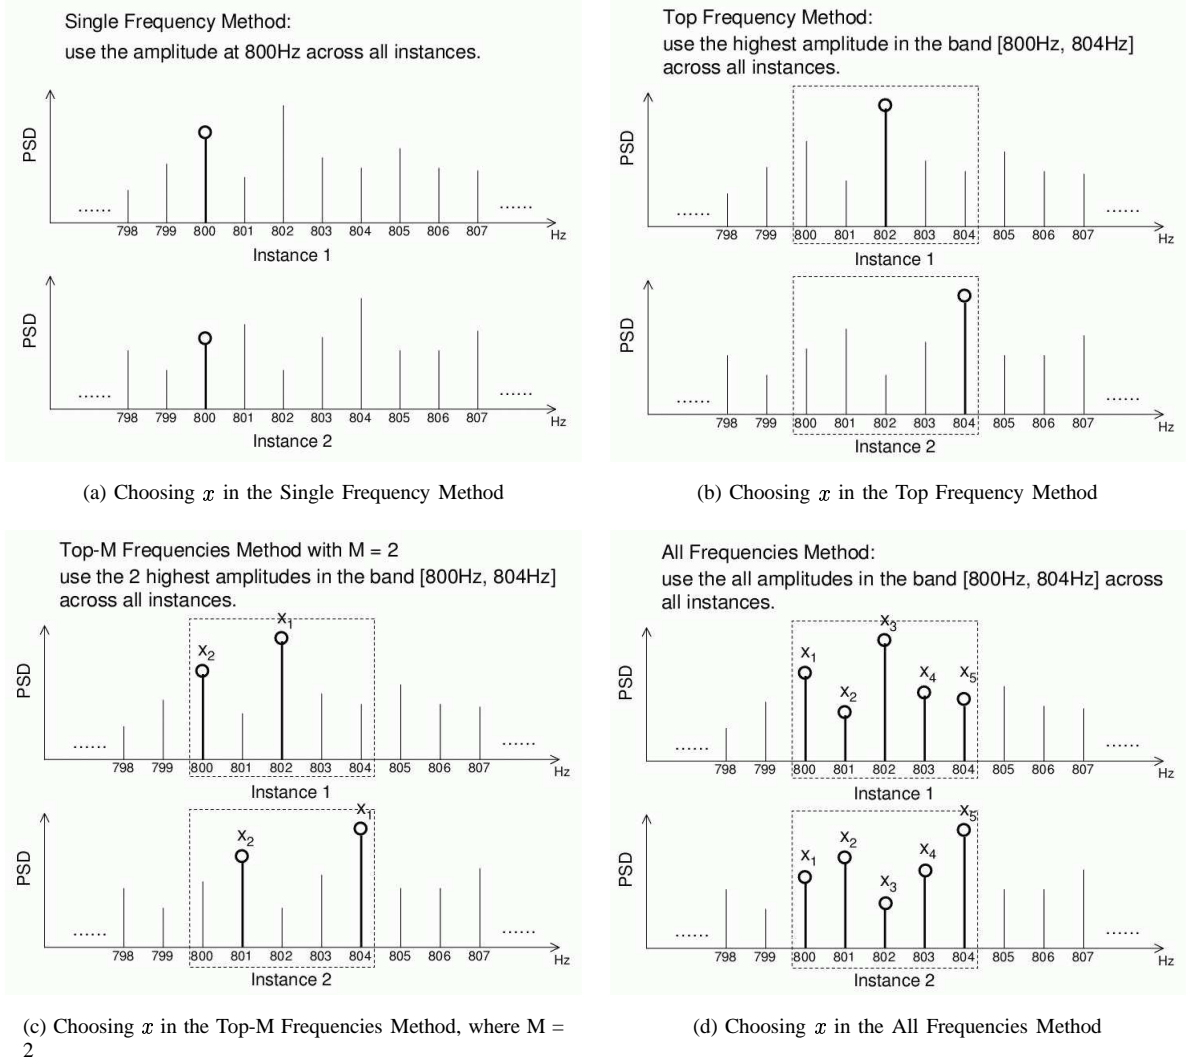 Single Frequency Method:
use the amplitude at 800Hz across all instances.
PSD
......
......
798 799 800 801 802 803 804 805 806 807
Hz
Instance 1
PSD
......
......
798 799 800 801 802 803 804 805 806 807
Hz
Instance 2
(a) Choosing x in the Single Frequency Method
Top Frequency Method:
use the highest amplitude in the band [800Hz, 804Hz]
across all instances.
PSD
......
......
798 799 800 801 802 803 804 805 806 807
Hz
Instance 1
PSD
......
......
798 799 800 801 802 803 804 805 806 807
Hz
Instance 2
(b) Choosing x in the Top Frequency Method
Top-M Frequencies Method with M = 2
use the 2 highest amplitudes in the band [800Hz, 804Hz]
across all instances.
x1
x2
PSD
......
......
798 799 800 801 802 803 804 805 806 807
Hz
Instance 1
x1
x2
PSD
......
......
798 799 800 801 802 803 804 805 806 807
Hz
Instance 2
(c) Choosing x in the Top-M Frequencies Method, where M =
2
All Frequencies Method:
use the all amplitudes in the band [800Hz, 804Hz] across
all instances.
x1 x2 x3 x4 x5
PSD
......
......
798 799 800 801 802 803 804 805 806 807
Hz
Instance 1
x1 x2 x3 x4 x5
PSD
......
......
798 799 800 801 802 803 804 805 806 807
Hz
Instance 2
(d) Choosing x in the All Frequencies Method